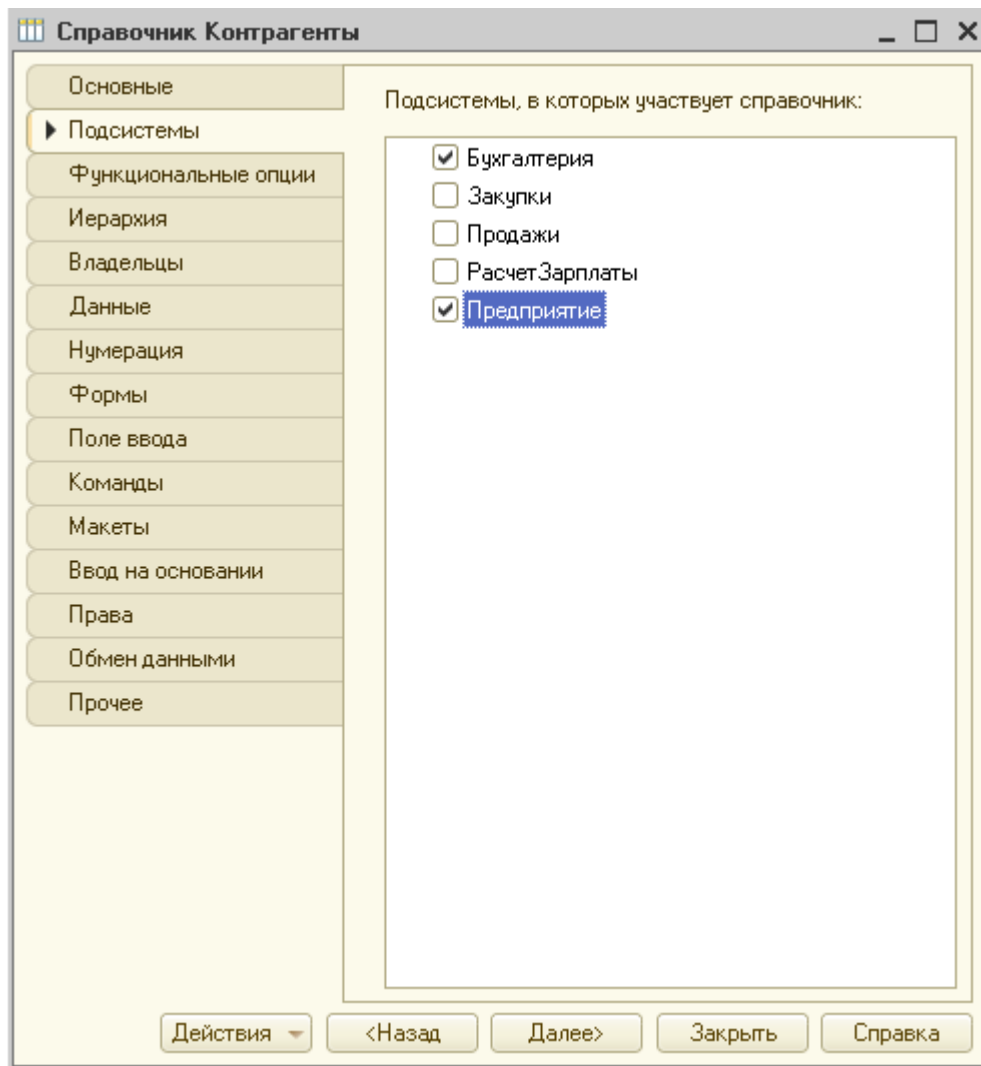 Справочник Контрагенты
Основные
Подсистемы
Функциональные опции
Иерархия
Владельцы
Данные
Нумерация
Формы
Поле ввода
Команды
Макеты
Ввод на основании
Права
Обмен данными
Прочее
Подсистемы, в которых участвует справочник:
Бухгалтерия
Закупки
Продажи
РасчетЗарплаты
Предприятие
Действия <Назад Далее> Закрыть Справка